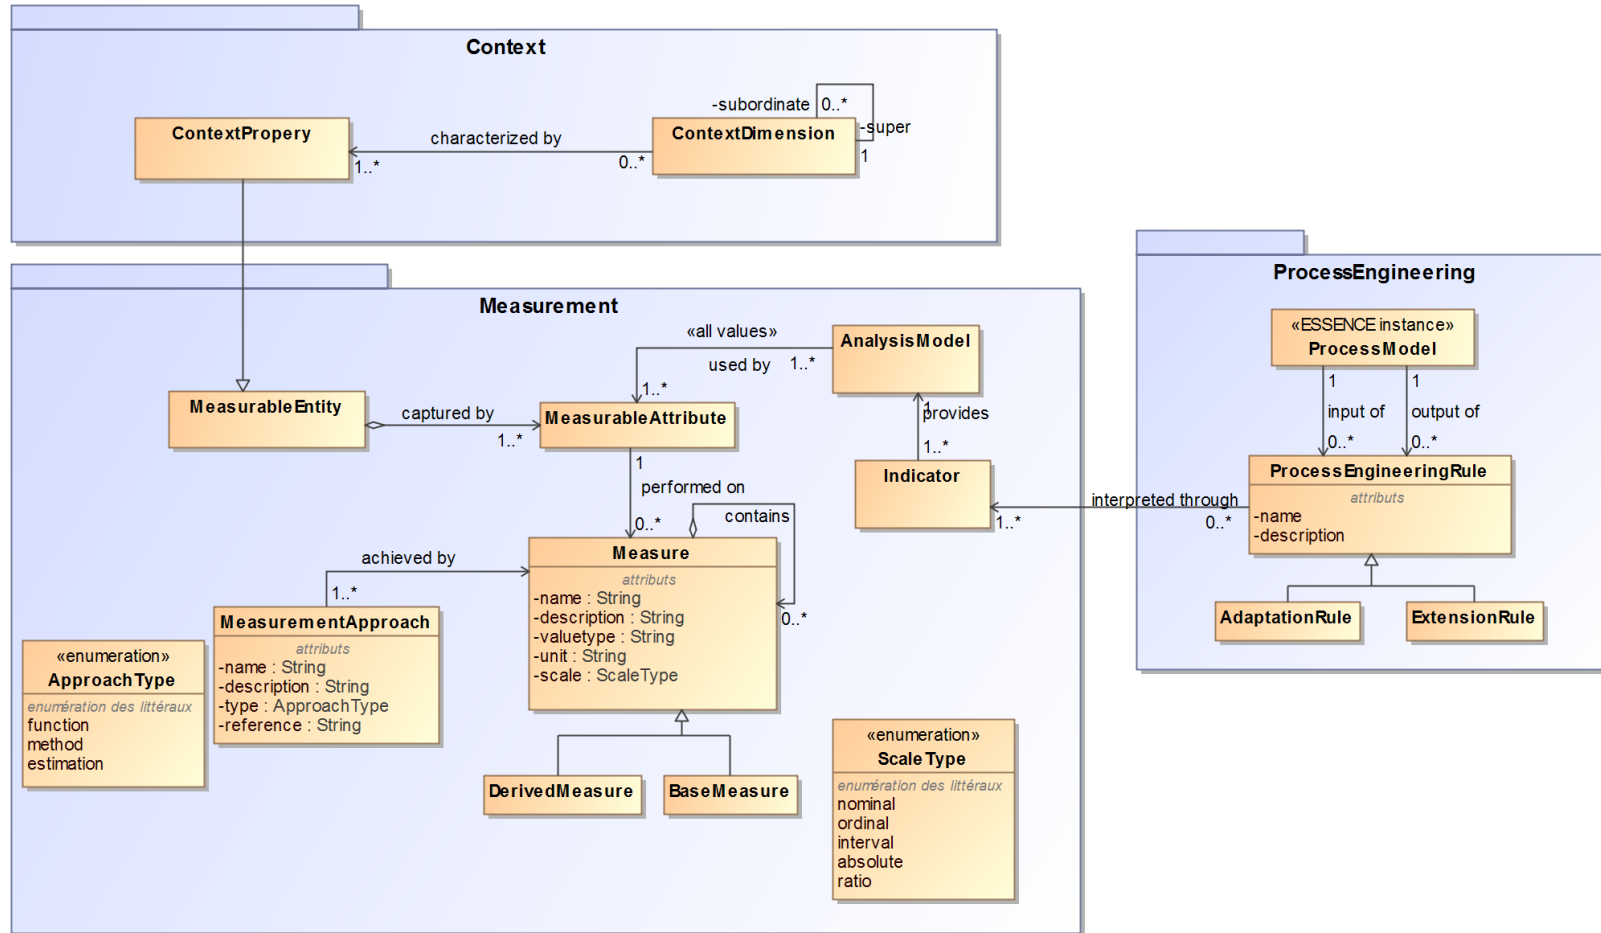 Context
-subordinate
0..*
ContextPropery
characterized by
ContextDimension
-super
1..*
0..*
1
Measurement
«all values»
AnalysisModel
used by
1..*
1..*
MeasurableEntity
captured by
1..*
MeasurableAttribute
1
provides
1..*
Indicator
1
performed on
0..*
contains
Measure
attributs
-name : String
-description : String
-valuetype : String
-unit : String
-scale : ScaleType
0..*
achieved by
1..*
MeasurementApproach
attributs
-name : String
-description : String
-type : ApproachType
-reference : String
«enumeration»
ApproachType
enumération des littéraux
function
method
estimation
DerivedMeasure
BaseMeasure
«enumeration»
ScaleType
enumération des littéraux
nominal
ordinal
interval
absolute
ratio
ProcessEngineering
«ESSENCE instance»
ProcessModel
1
1
input of
output of
0..*
0..*
ProcessEngineeringRule
attributs
-name
-description
interpreted through
1..*
0..*
AdaptationRule
ExtensionRule